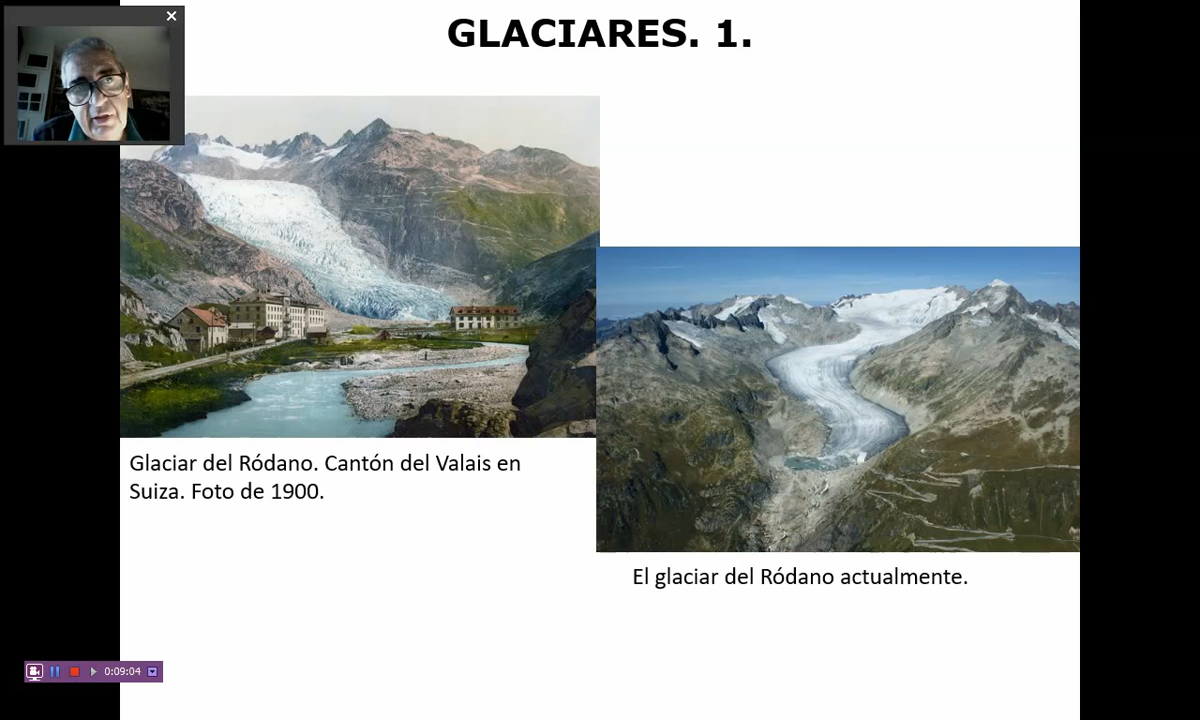 GLACIARES. 1.
Glaciar del Ródano. Cantón del Valais en
Suiza. Foto de 1900.
El glaciar del Ródano actualmente.
0:09:04